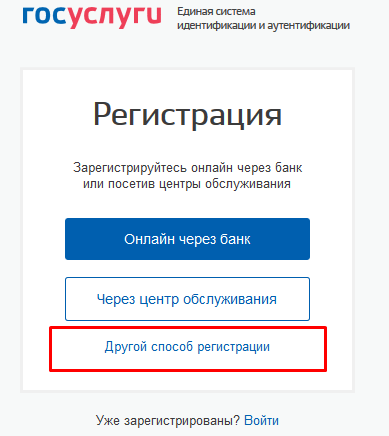 госуслуги
Единая система
идентификации и аутентификации
Регистрация
Зарегистрируйтесь онлайн через банк
или посетив центры обслуживания
Онлайн через банк
Через центр обслуживания
Другой способ регистрации
Уже зарегистрированы? Войти